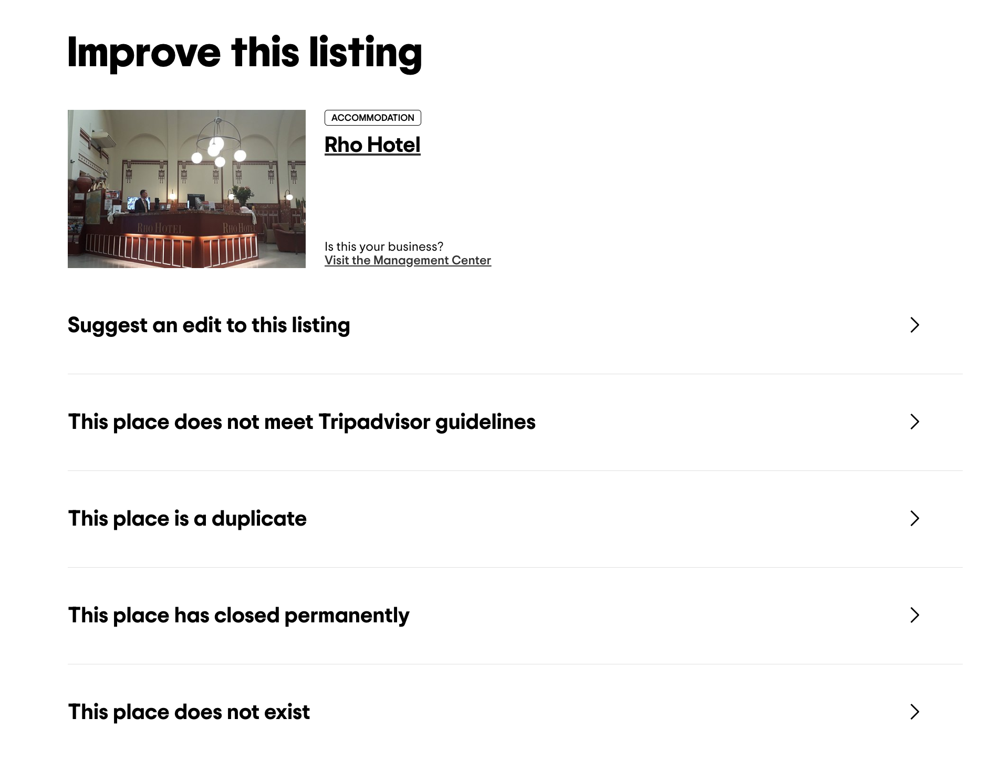 Improve this listing
ACCOMMODATION
Rho Hotel
RHO HOTEL
RHO HOTEL
Is this your business?
Visit the Management Center
Suggest an edit to this listing
This place does not meet Tripadvisor guidelines
This place is a duplicate
This place has closed permanently
This place does not exist